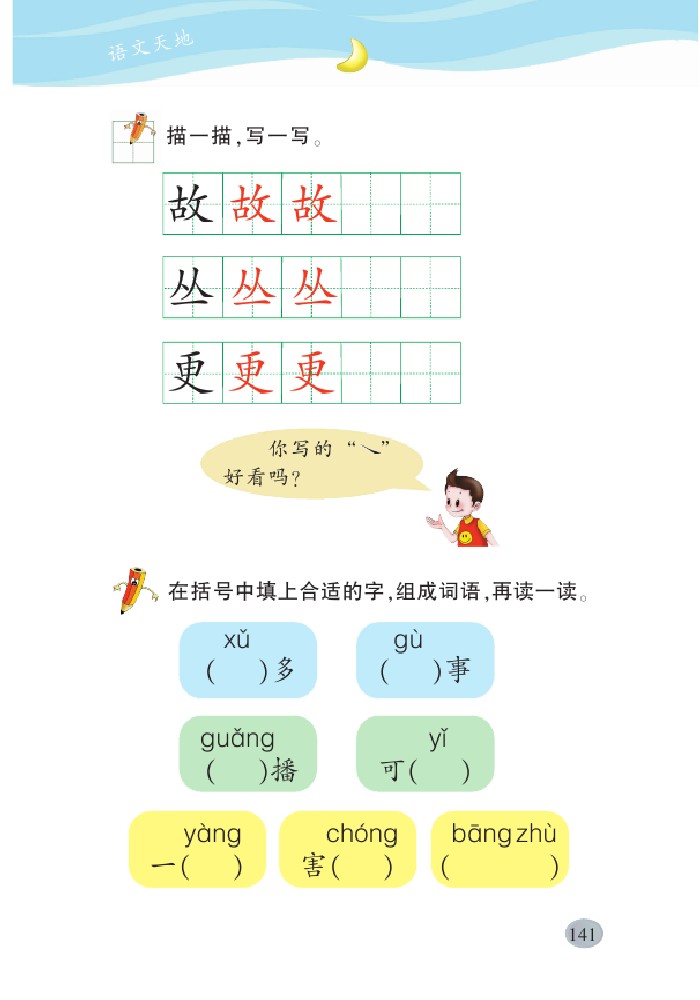 语文天地
描一描，写一写。
故 故 故
丛 丛 丛
更 更 更
你写的“㇏”
好看吗？
在括号中填上合适的字，组成词语，再读一读。
xǔ gù
（ ）多 （ ）事
guǎng yǐ
（ ）播 可（ ）
yàng chóng bāng zhù
一（ ） 害（ ） （ ）
141